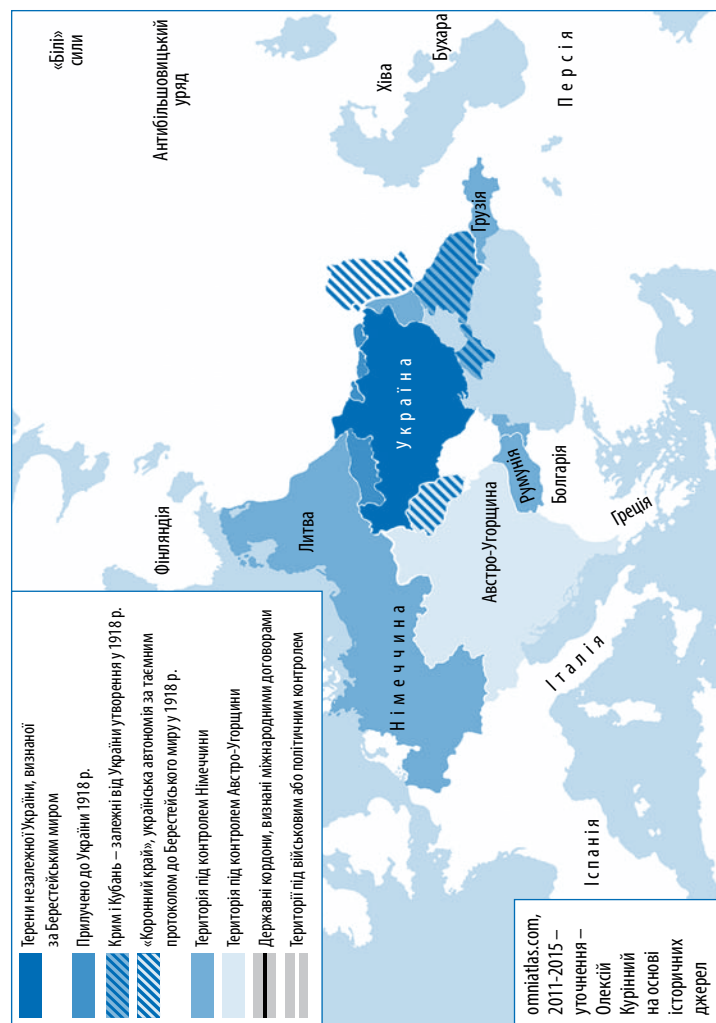 Терени незалежної України, визнаної
за Берестейським миром
Прилучено до України 1918 р.
Крим і Кубань – залежні від України утворення у 1918 р.
«Коронний край», українська автономія за таємним
протоколом до Берестейського миру у 1918 р.
Територія під контролем Німеччини
Територія під контролем Австро-Угорщини
Державні кордони, визнані міжнародними договорами
Території під військовим або політичним контролем
«Білі»
сили
Антибільшовицький
уряд
Фінляндія
Литва
Німеччина
Україна
Австро-Угорщина
Румунія
Болгарія
Греція
Італія
Іспанія
Грузія
Хіва
Бухара
Персія
omniatlas.com,
2011-2015 –
уточнення –
Олексій
Курінний
на основі
історичних
джерел